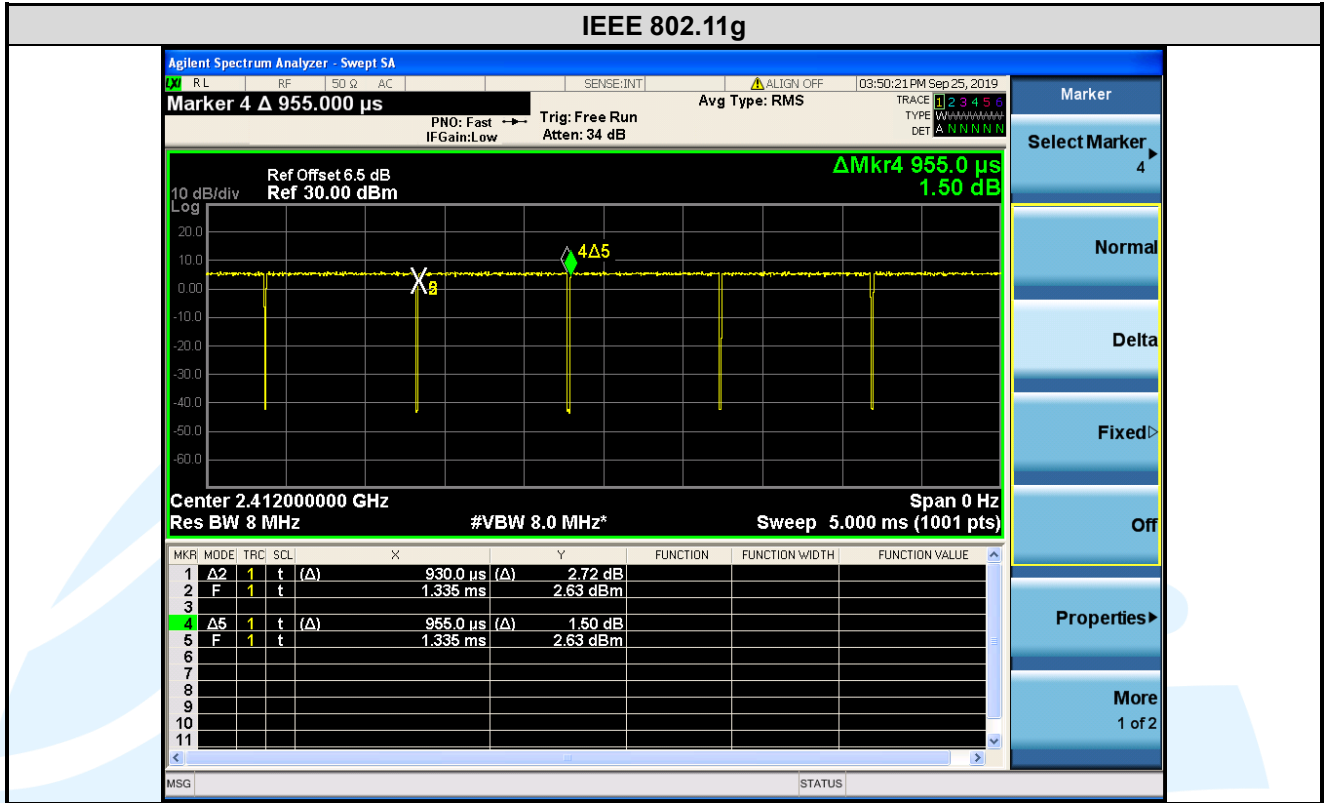 IEEE 802.11g
Agilent Spectrum Analyzer - Swept SA
LXI RL RF 50 Ω AC SENSE:INT ALIGN OFF 03:50:21 PM Sep 25, 2019
Marker 4 Δ 955.000 µs
Avg Type: RMS
TRACE 1 2 3 4 5 6
TYPE W
DET A N N N N N
PNO: Fast
IFGain:Low
Trig: Free Run
Atten: 34 dB
ΔMkr4 955.0 µs
1.50 dB
Ref Offset 6.5 dB
10 dB/div Ref 30.00 dBm
Log
20.0
10.0
0.00
-10.0
-20.0
-30.0
-40.0
-50.0
-60.0
4Δ5
Center 2.412000000 GHz Span 0 Hz
Res BW 8 MHz #VBW 8.0 MHz* Sweep 5.000 ms (1001 pts)
MKR MODE TRC SCL X Y FUNCTION FUNCTION WIDTH FUNCTION VALUE
1 Δ2 1 t (Δ) 930.0 µs (Δ) 2.72 dB
2 F 1 t 1.335 ms 2.63 dBm
3
4 Δ5 1 t (Δ) 955.0 µs (Δ) 1.50 dB
5 F 1 t 1.335 ms 2.63 dBm
6
7
8
9
10
11
MSG STATUS
Marker
Select Marker
4
Normal
Delta
Fixed
Off
Properties
More
1 of 2